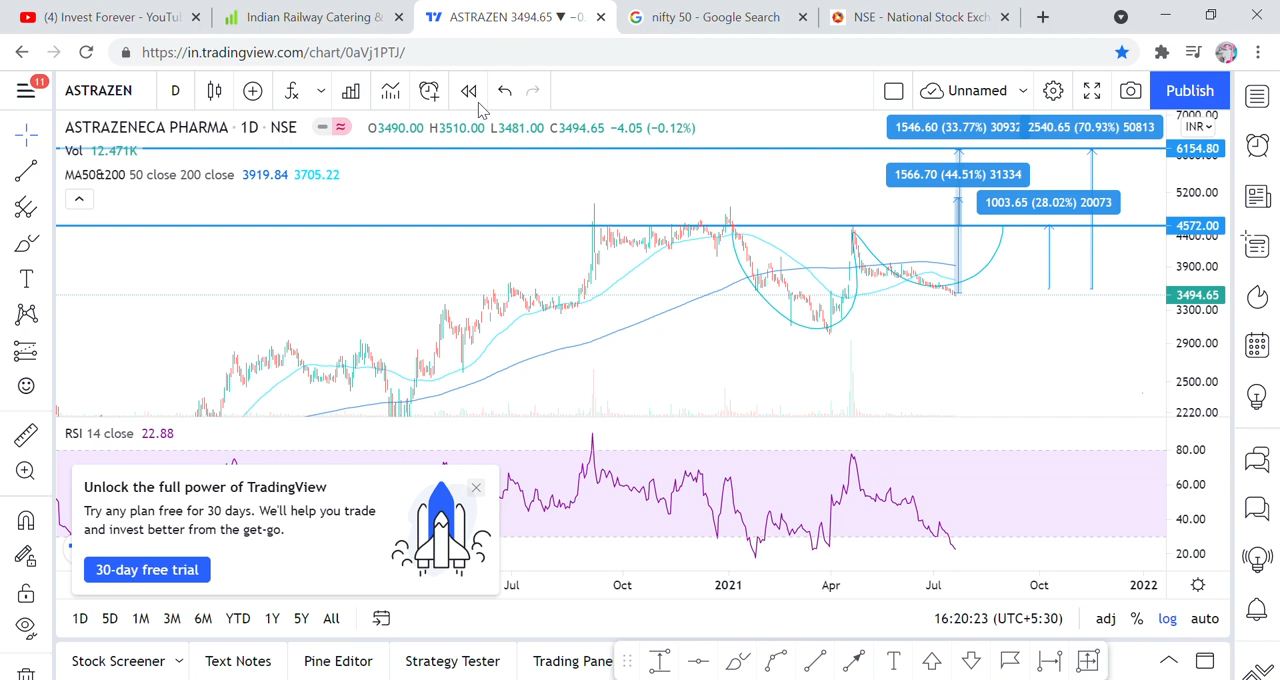 (4) Invest Forever - YouTu
Indian Railway Catering &
ASTRAZEN 3494.65 ▼ −0.
nifty 50 - Google Search
NSE - National Stock Exch
https://in.tradingview.com/chart/0aVj1PTJ/
11
ASTRAZEN
D
Unnamed
Publish
ASTRAZENECA PHARMA · 1D · NSE
O3490.00 H3510.00 L3481.00 C3494.65 −4.05 (−0.12%)
Vol 12.471K
MA50&200 50 close 200 close 3919.84 3705.22
1546.60 (33.77%) 30932
2540.65 (70.93%) 50813
1566.70 (44.51%) 31334
1003.65 (28.02%) 20073
7000.00
INR
6154.80
5200.00
4572.00
4400.00
3900.00
3494.65
3300.00
2900.00
2500.00
2220.00
RSI 14 close 22.88
80.00
60.00
40.00
20.00
Unlock the full power of TradingView
Try any plan free for 30 days. We'll help you trade
and invest better from the get-go.
30-day free trial
Jul
Oct
2021
Apr
Jul
Oct
2022
1D 5D 1M 3M 6M YTD 1Y 5Y All
16:20:23 (UTC+5:30)
adj % log auto
Stock Screener
Text Notes
Pine Editor
Strategy Tester
Trading Pane